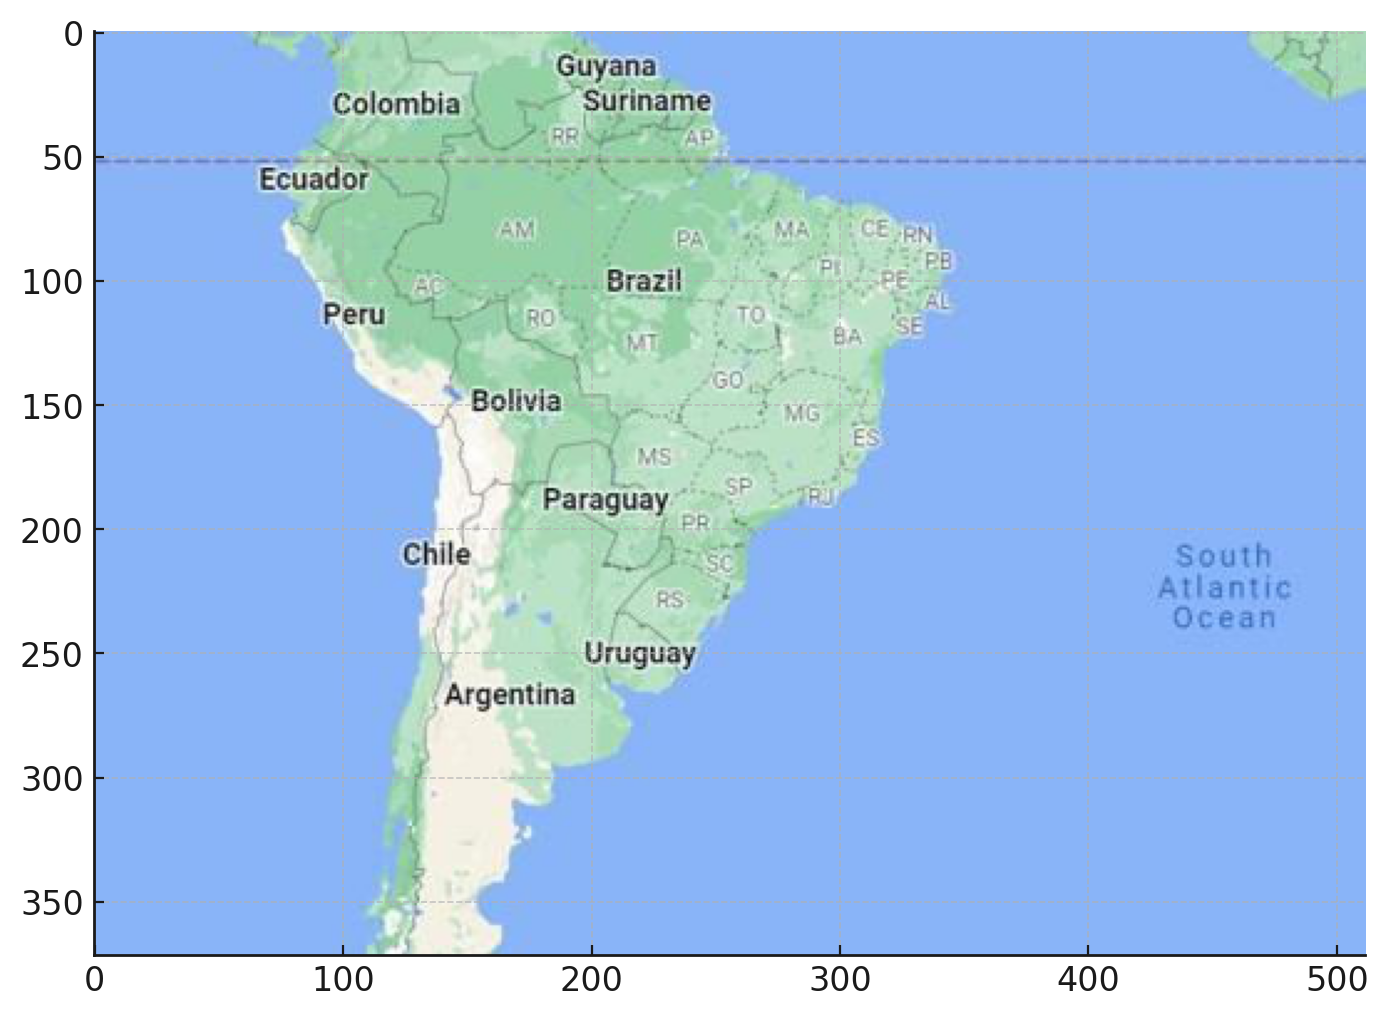 0
Guyana
Colombia
Suriname
RR
AP
50
Ecuador
AM
PA
MA
CE
RN
PI
PB
Brazil
PE
100
AC
AL
Peru
RO
TO
SE
MT
BA
GO
Bolivia
150
MG
ES
MS
SP
RJ
Paraguay
PR
200
Chile
SC
South
Atlantic
Ocean
RS
Uruguay
250
Argentina
300
350
0 100 200 300 400 500